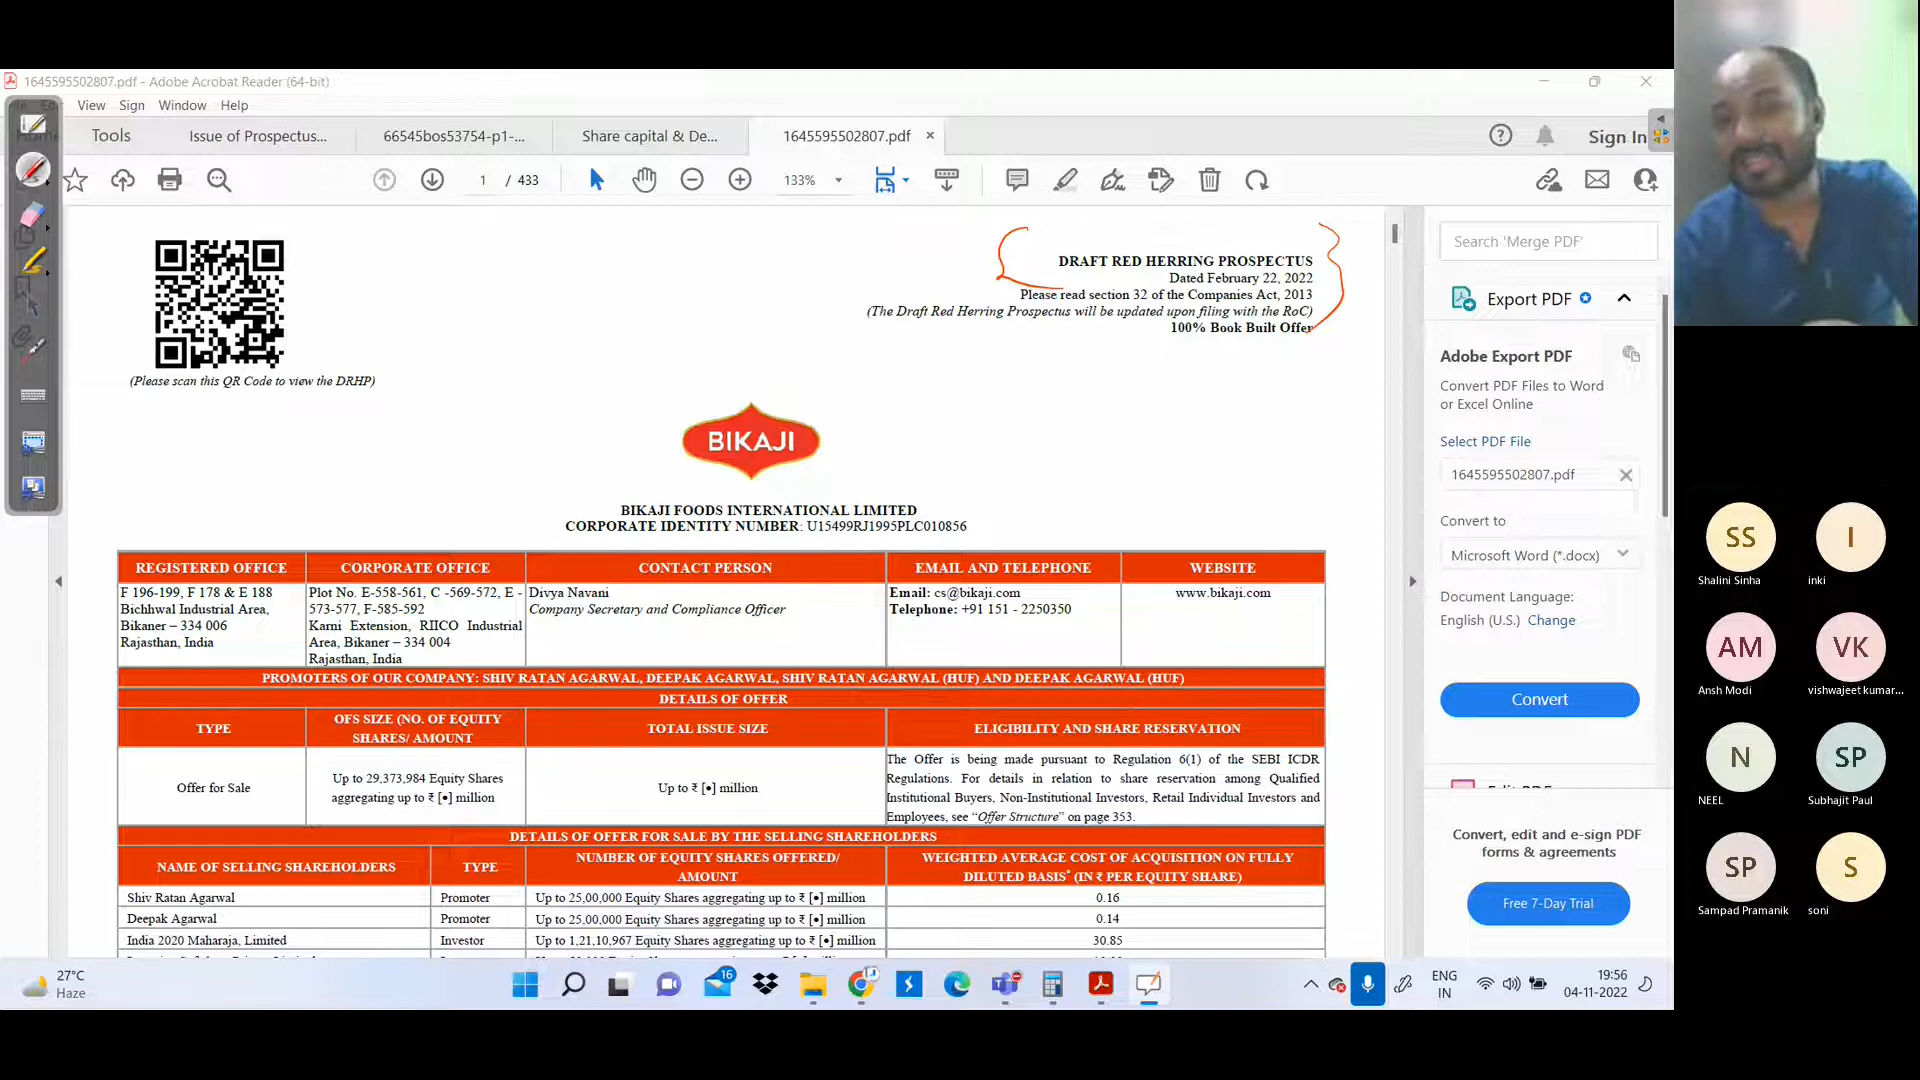 1645595502807.pdf - Adobe Acrobat Reader (64-bit)
View Sign Window Help
Tools Issue of Prospectus... 66545bos53754-p1-... Share capital & De... 1645595502807.pdf Sign In
1 / 433 133%
Search 'Merge PDF'
DRAFT RED HERRING PROSPECTUS
Dated February 22, 2022
Please read section 32 of the Companies Act, 2013
(The Draft Red Herring Prospectus will be updated upon filing with the RoC)
100% Book Built Offer
(Please scan this QR Code to view the DRHP)
BIKAJI
BIKAJI FOODS INTERNATIONAL LIMITED
CORPORATE IDENTITY NUMBER: U15499RJ1995PLC010856
REGISTERED OFFICE CORPORATE OFFICE CONTACT PERSON EMAIL AND TELEPHONE WEBSITE
F 196-199, F 178 & E 188
Bichhwal Industrial Area,
Bikaner – 334 006
Rajasthan, India
Plot No. E-558-561, C -569-572, E -
573-577, F-585-592
Karni Extension, RIICO Industrial
Area, Bikaner – 334 004
Rajasthan, India
Divya Navani
Company Secretary and Compliance Officer
Email: cs@bikaji.com
Telephone: +91 151 - 2250350
www.bikaji.com
PROMOTERS OF OUR COMPANY: SHIV RATAN AGARWAL, DEEPAK AGARWAL, SHIV RATAN AGARWAL (HUF) AND DEEPAK AGARWAL (HUF)
DETAILS OF OFFER
TYPE
OFS SIZE (NO. OF EQUITY
SHARES/ AMOUNT
TOTAL ISSUE SIZE
ELIGIBILITY AND SHARE RESERVATION
Offer for Sale
Up to 29,373,984 Equity Shares
aggregating up to ₹ [•] million
Up to ₹ [•] million
The Offer is being made pursuant to Regulation 6(1) of the SEBI ICDR
Regulations. For details in relation to share reservation among Qualified
Institutional Buyers, Non-Institutional Investors, Retail Individual Investors and
Employees, see “Offer Structure” on page 353.
DETAILS OF OFFER FOR SALE BY THE SELLING SHAREHOLDERS
NAME OF SELLING SHAREHOLDERS
TYPE
NUMBER OF EQUITY SHARES OFFERED/
AMOUNT
WEIGHTED AVERAGE COST OF ACQUISITION ON FULLY
DILUTED BASIS* (IN ₹ PER EQUITY SHARE)
Shiv Ratan Agarwal Promoter Up to 25,00,000 Equity Shares aggregating up to ₹ [•] million 0.16
Deepak Agarwal Promoter Up to 25,00,000 Equity Shares aggregating up to ₹ [•] million 0.14
India 2020 Maharaja, Limited Investor Up to 1,21,10,967 Equity Shares aggregating up to ₹ [•] million 30.85
Export PDF
Adobe Export PDF
Convert PDF Files to Word
or Excel Online
Select PDF File
1645595502807.pdf
Convert to
Microsoft Word (*.docx)
Document Language:
English (U.S.) Change
Convert
Convert, edit and e-sign PDF
forms & agreements
Free 7-Day Trial
SS I
Shalini Sinha inki
AM VK
Ansh Modi vishwajeet kumar...
N SP
NEEL Subhajit Paul
SP S
Sampad Pramanik soni
27°C
Haze
16
ENG
IN
19:56
04-11-2022